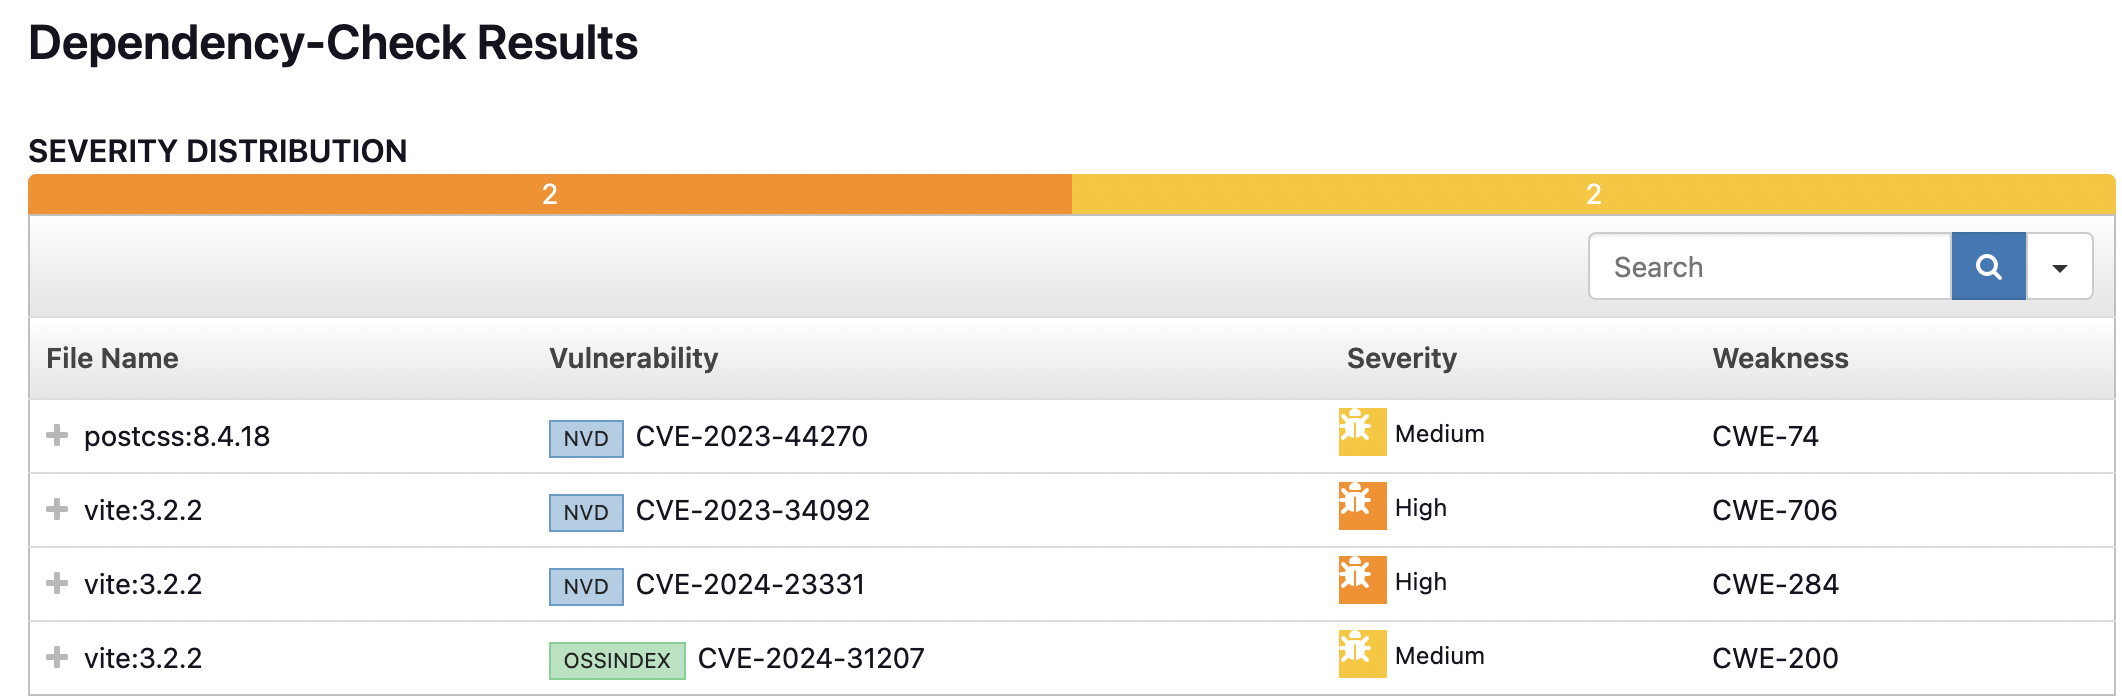 Dependency-Check Results
SEVERITY DISTRIBUTION
2 2
Search
File Name Vulnerability Severity Weakness
postcss:8.4.18 NVD CVE-2023-44270 Medium CWE-74
vite:3.2.2 NVD CVE-2023-34092 High CWE-706
vite:3.2.2 NVD CVE-2024-23331 High CWE-284
vite:3.2.2 OSSINDEX CVE-2024-31207 Medium CWE-200